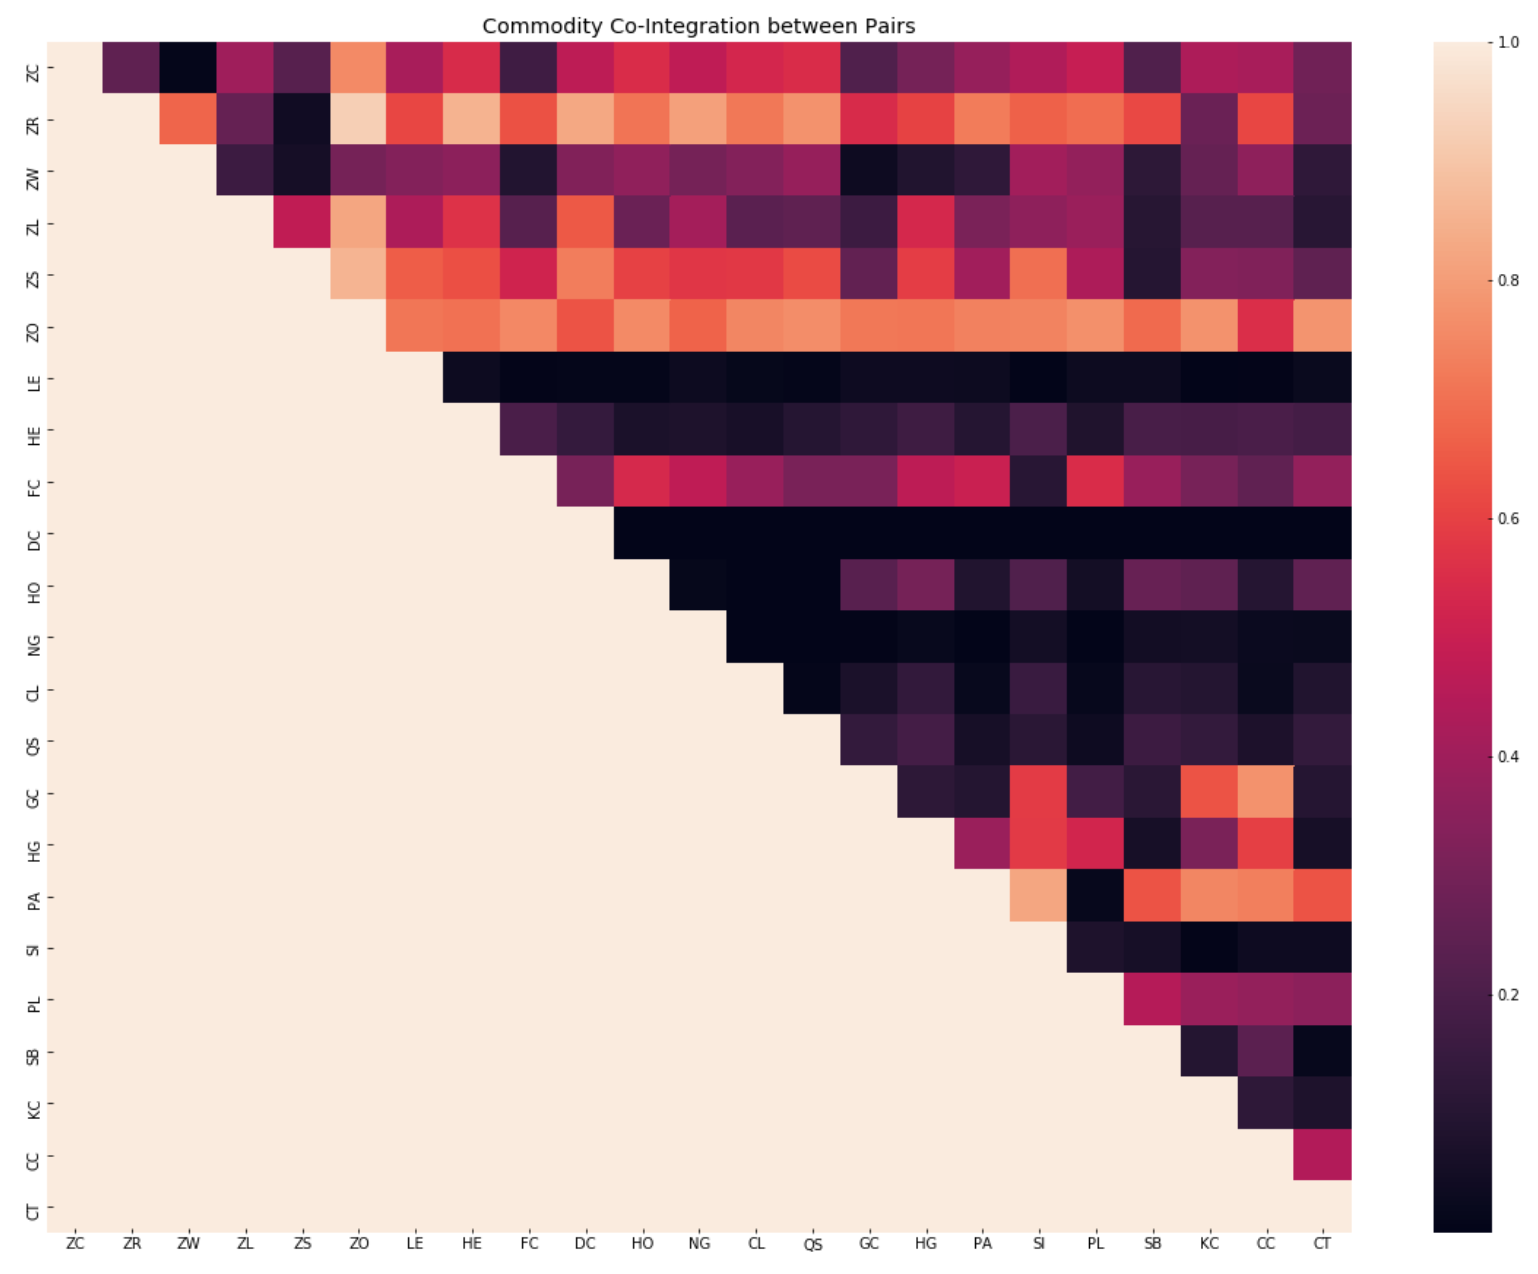 Commodity Co-Integration between Pairs
ZC
ZR
ZW
ZL
ZS
ZO
LE
HE
FC
DC
HO
NG
CL
QS
GC
HG
PA
SI
PL
SB
KC
CC
CT
ZC ZR ZW ZL ZS ZO LE HE FC DC HO NG CL QS GC HG PA SI PL SB KC CC CT
1.0
0.8
0.6
0.4
0.2